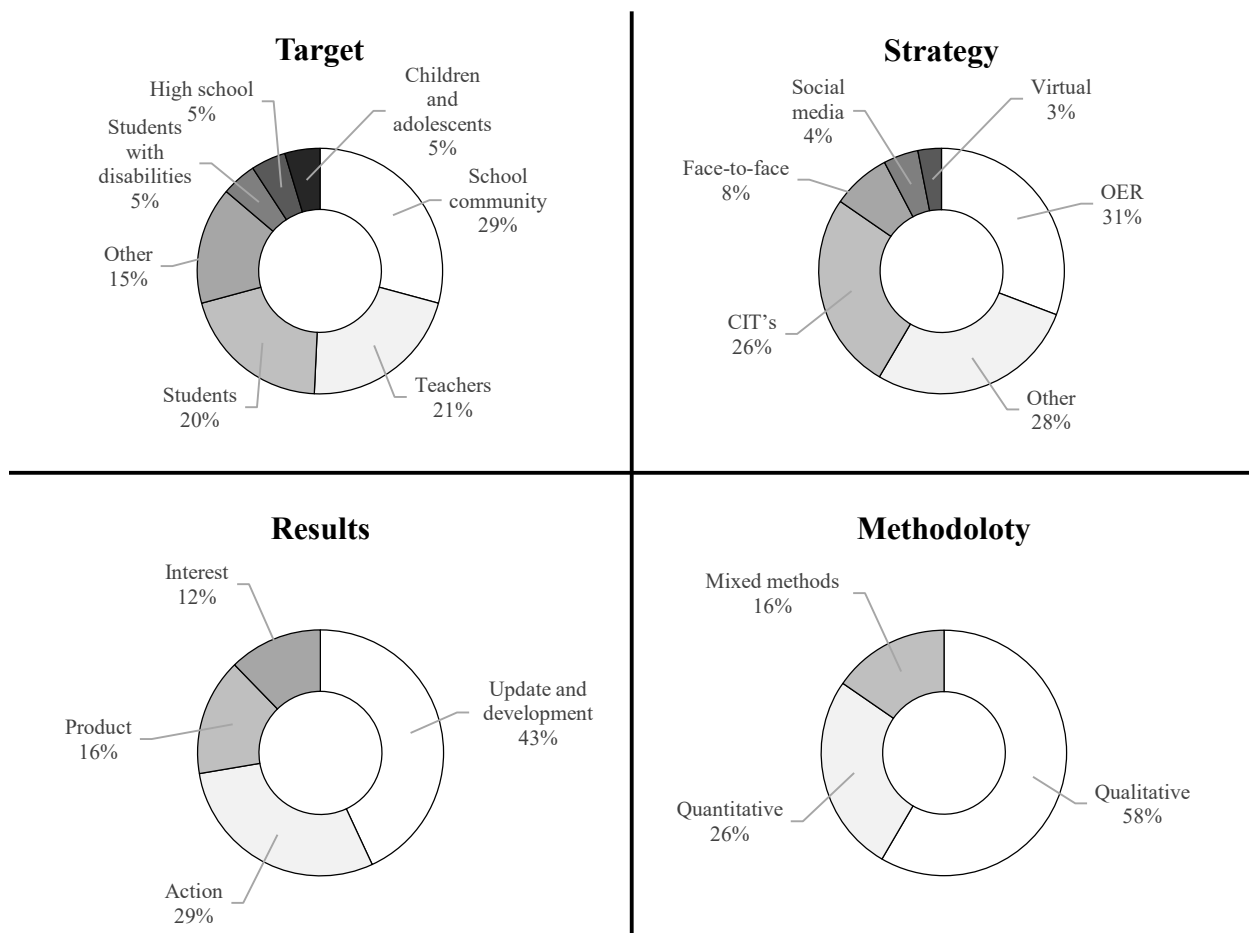 Target
High school
5%
Children
and
adolescents
5%
Students
with
disabilities
5%
School
community
29%
Other
15%
Students
20%
Teachers
21%
Strategy
Social
media
4%
Virtual
3%
Face-to-face
8%
OER
31%
CIT’s
26%
Other
28%
Results
Interest
12%
Update and
development
43%
Product
16%
Action
29%
Methodoloty
Mixed methods
16%
Quantitative
26%
Qualitative
58%